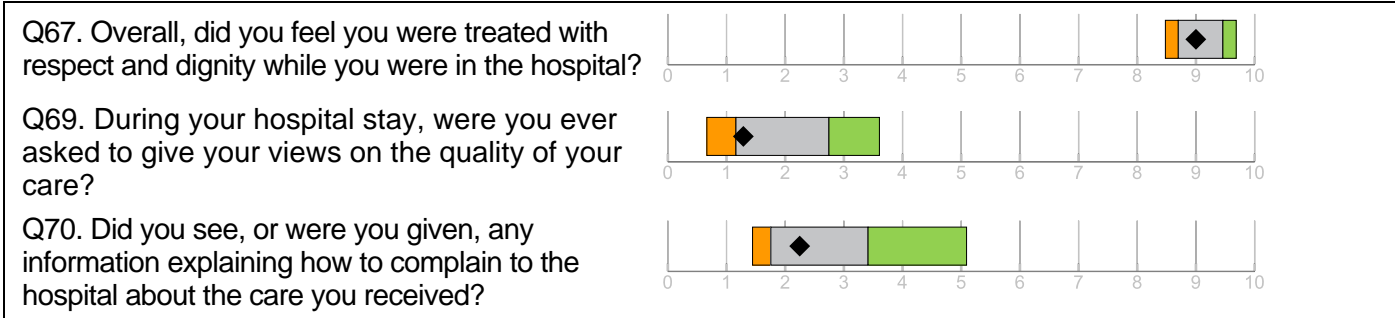 Q67. Overall, did you feel you were treated with
respect and dignity while you were in the hospital?
0 1 2 3 4 5 6 7 8 9 10
Q69. During your hospital stay, were you ever
asked to give your views on the quality of your
care?
0 1 2 3 4 5 6 7 8 9 10
Q70. Did you see, or were you given, any
information explaining how to complain to the
hospital about the care you received?
0 1 2 3 4 5 6 7 8 9 10